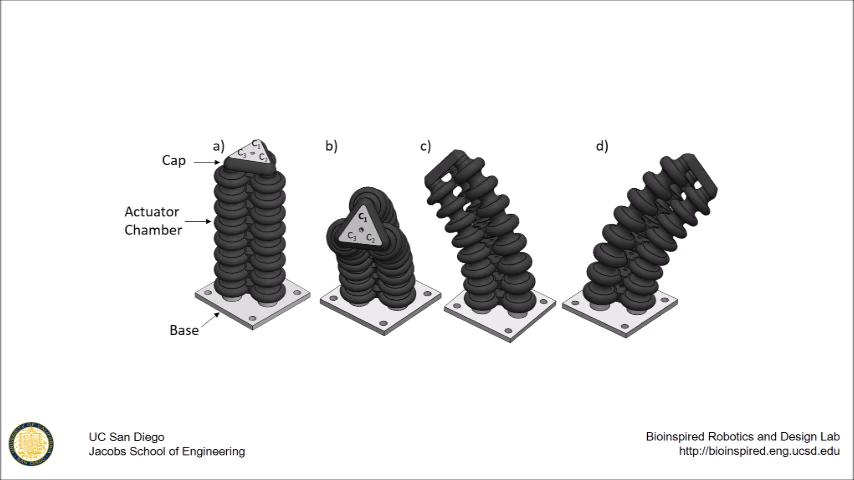 a)
b)
c)
d)
C₁
C₃
Cap
Actuator
Chamber
C₁
C₃ C₂
Base
UC San Diego
Jacobs School of Engineering
Bioinspired Robotics and Design Lab
http://bioinspired.eng.ucsd.edu